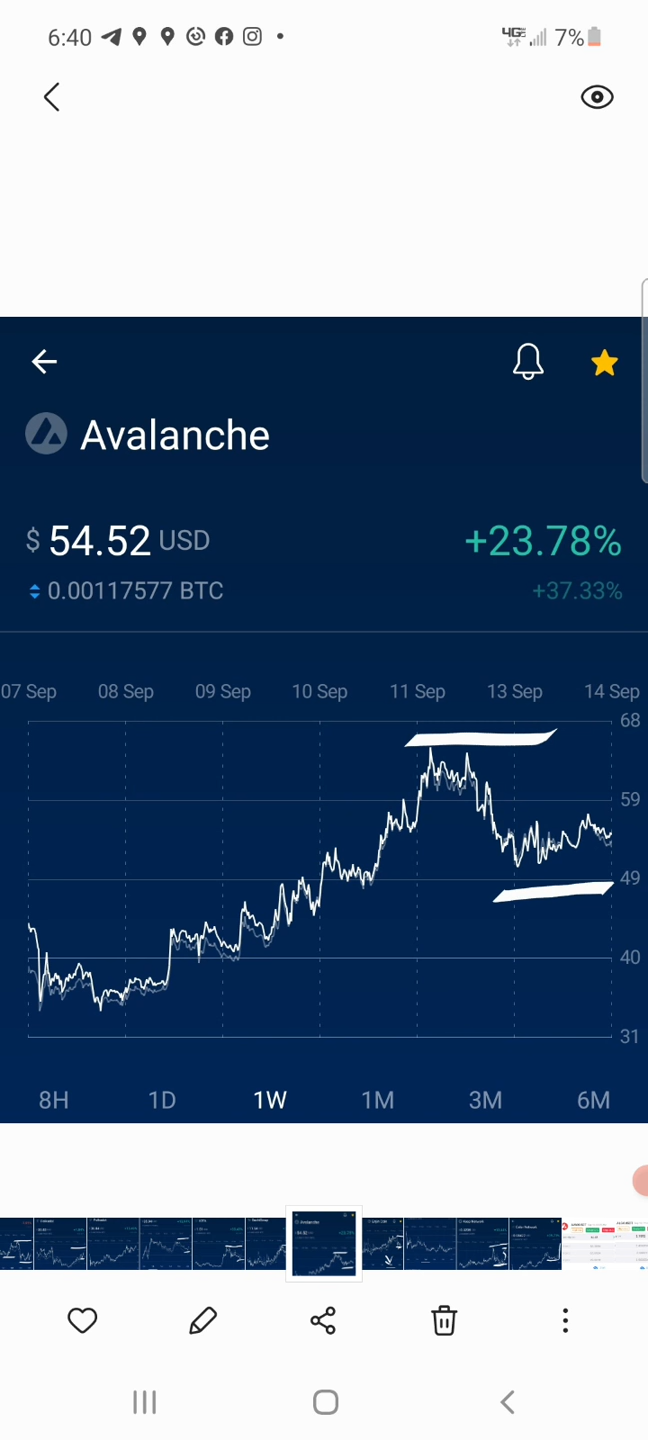 6:40
4GE 7%
Avalanche
$ 54.52 USD +23.78%
0.00117577 BTC +37.33%
07 Sep 08 Sep 09 Sep 10 Sep 11 Sep 13 Sep 14 Sep
68
59
49
40
31
8H 1D 1W 1M 3M 6M
Avalanche